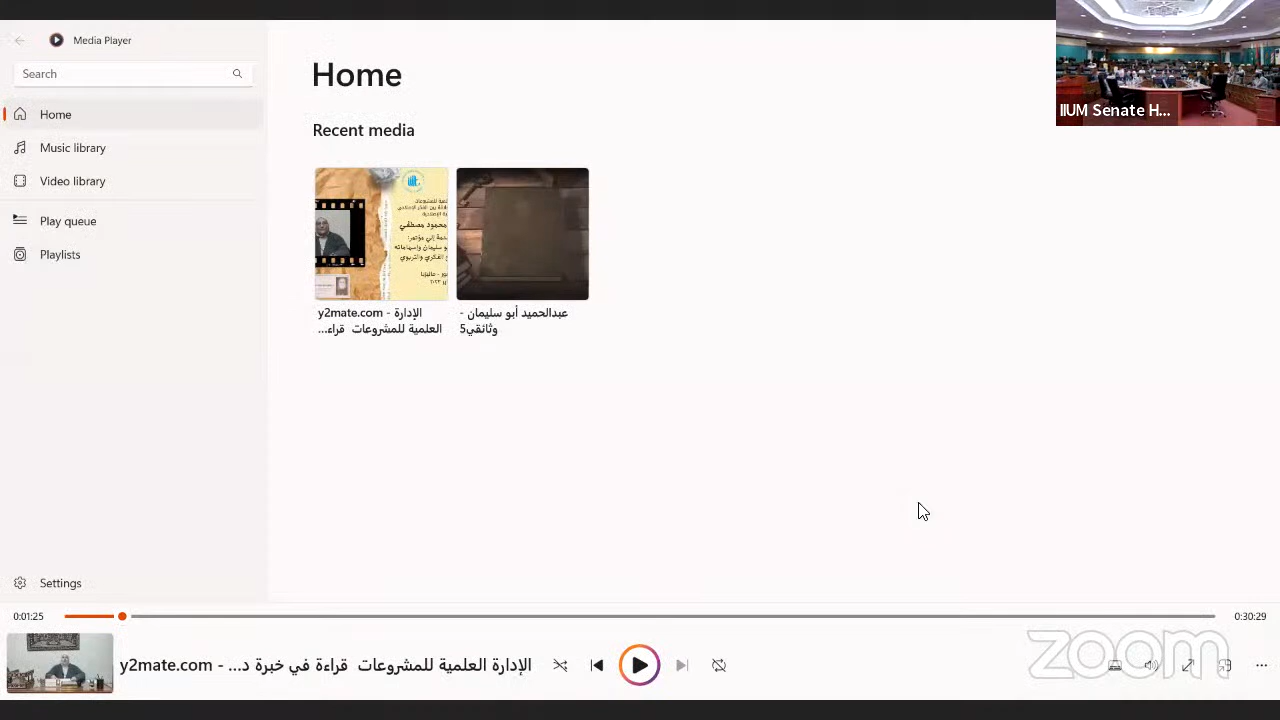 Media Player
Search
Home
Music library
Video library
Play queue
Playlists
Settings
Home
Recent media
محمود مصطفي
y2mate.com - الإدارة
العلمية للمشروعات قراء...
عبدالحميد أبو سليمان -
وثائقي5
IIUM Senate H...
0:01:25
0:30:29
y2mate.com - الإدارة العلمية للمشروعات قراءة في خبرة د...
zoom